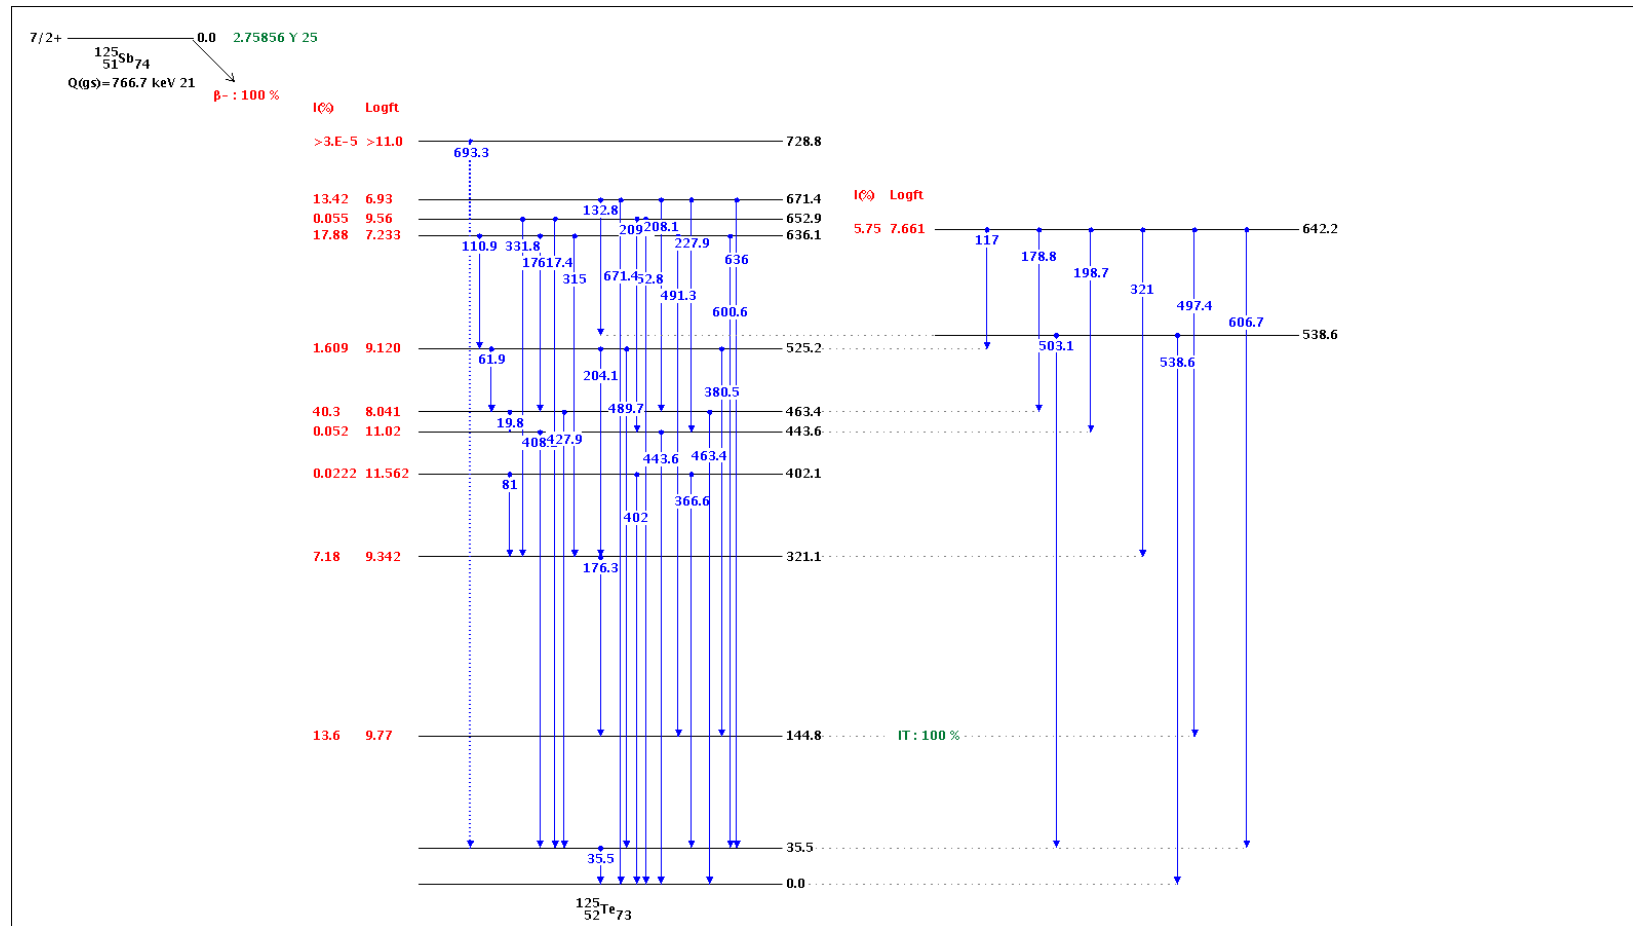 7/2+ 0.0 2.75856 Y 25
125
51Sb74
Q(gs)=766.7 keV 21
β- : 100 %
I(%) Logft
>3.E-5 >11.0 728.8
693.3
13.42 6.93 671.4
I(%) Logft
132.8
0.055 9.56 652.9
209 208.1
5.75 7.661 642.2
17.88 7.233 636.1
117
110.9 331.8 227.9
178.8
17617.4 636
198.7
315 671.4 52.8
321
491.3
497.4
600.6
606.7
538.6
503.1
1.609 9.120 525.2
61.9
538.6
204.1
380.5
489.7
40.3 8.041 463.4
19.8
0.052 11.02 443.6
408. 427.9
463.4
443.6
0.0222 11.562 402.1
81
366.6
402
7.18 9.342 321.1
176.3
13.6 9.77 144.8 IT : 100 %
35.5
35.5
0.0
125
52Te73